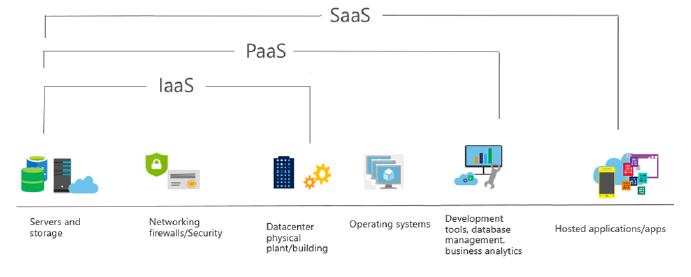 SaaS
PaaS
IaaS
Servers and
storage
Networking
firewalls/Security
Datacenter
physical
plant/building
Operating systems
Development
tools, database
management,
business analytics
Hosted applications/apps